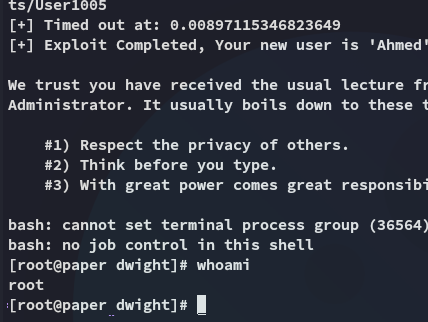 ts/User1005
[+] Timed out at: 0.00897115346823649
[+] Exploit Completed, Your new user is 'Ahmed'
We trust you have received the usual lecture fr
Administrator. It usually boils down to these t
#1) Respect the privacy of others.
#2) Think before you type.
#3) With great power comes great responsibi
bash: cannot set terminal process group (36564)
bash: no job control in this shell
[root@paper dwight]# whoami
root
[root@paper dwight]#